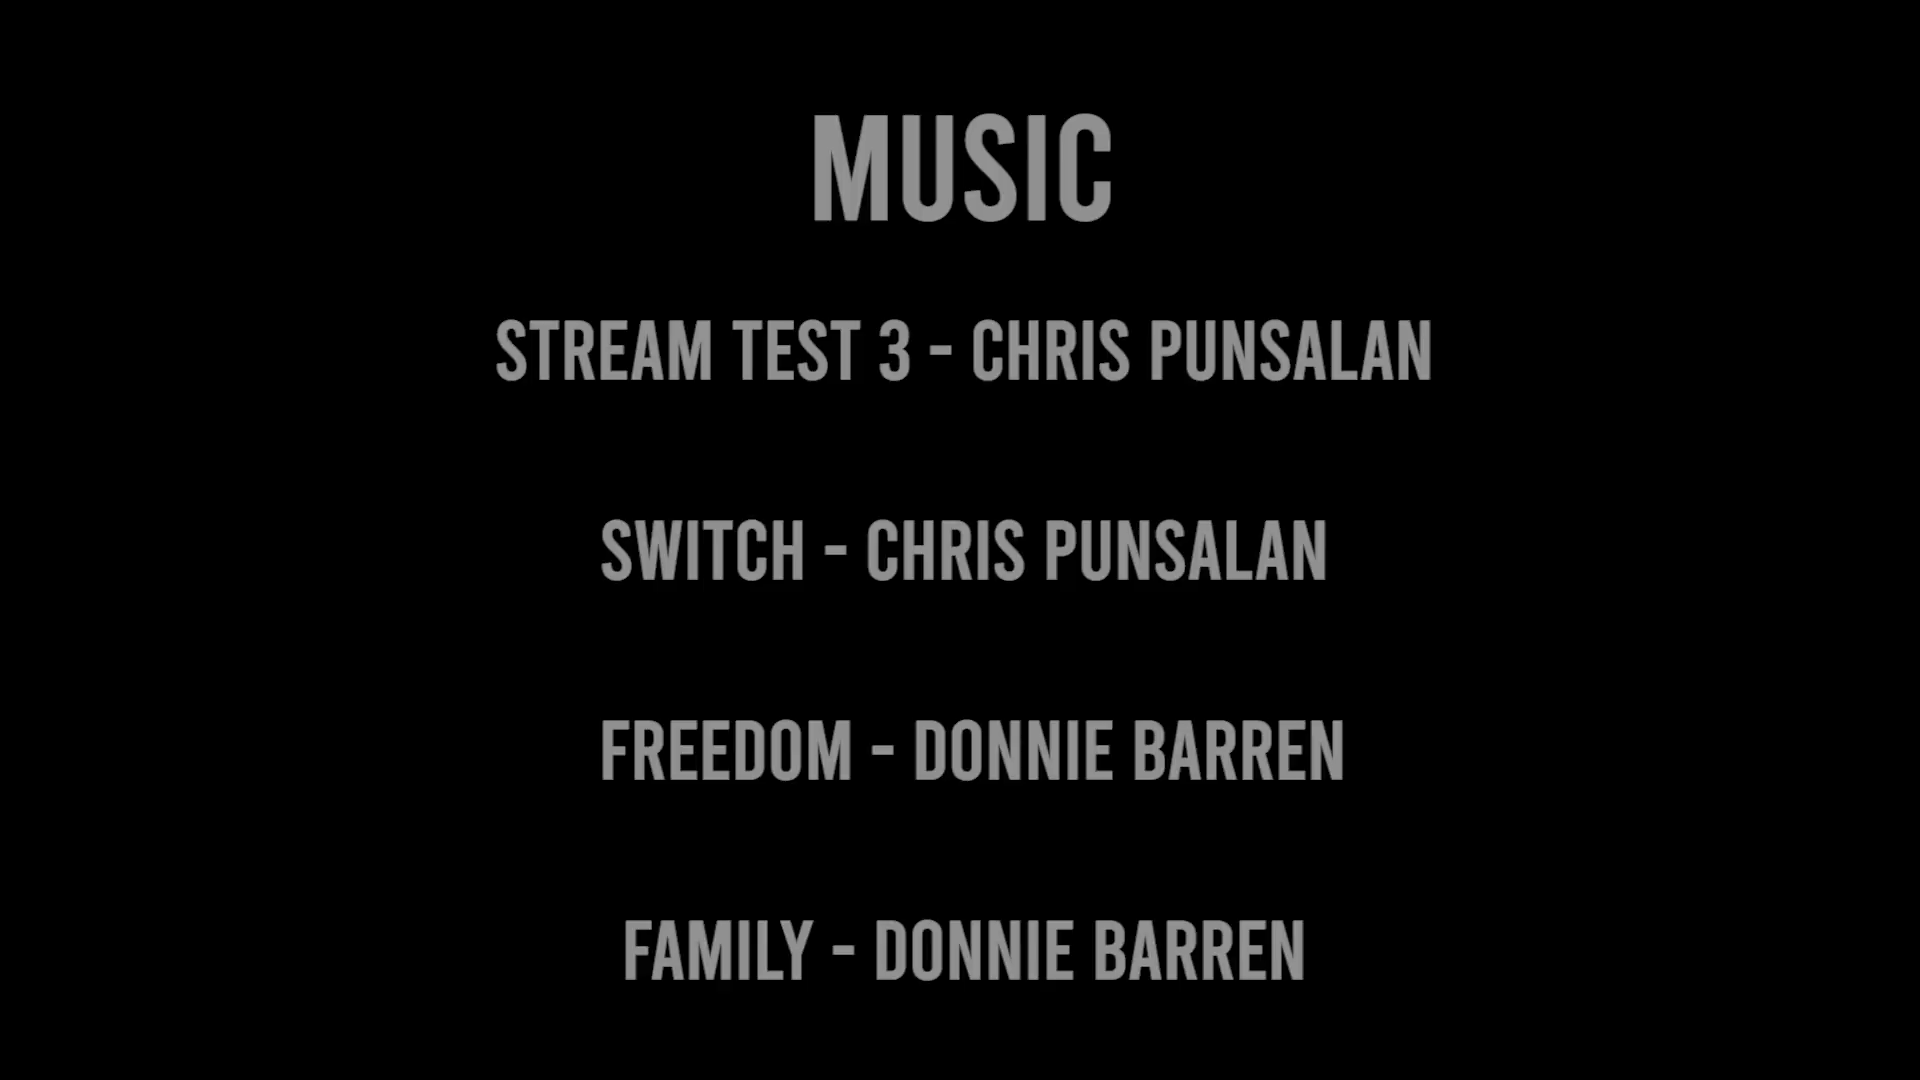 MUSIC
STREAM TEST 3 - CHRIS PUNSALAN
SWITCH - CHRIS PUNSALAN
FREEDOM - DONNIE BARREN
FAMILY - DONNIE BARREN